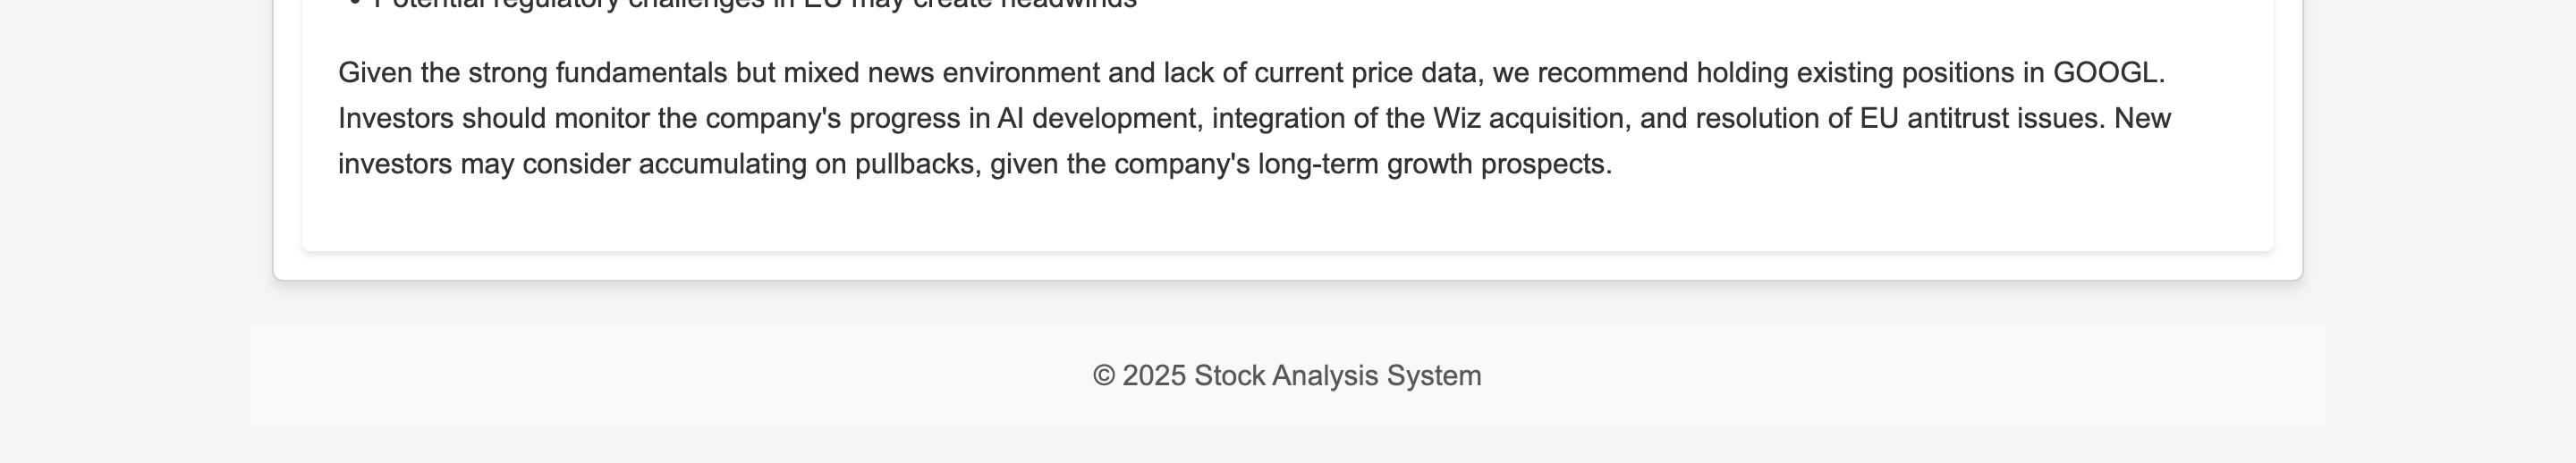 • Potential regulatory challenges in EU may create headwinds
Given the strong fundamentals but mixed news environment and lack of current price data, we recommend holding existing positions in GOOGL.
Investors should monitor the company's progress in AI development, integration of the Wiz acquisition, and resolution of EU antitrust issues. New
investors may consider accumulating on pullbacks, given the company's long-term growth prospects.
© 2025 Stock Analysis System